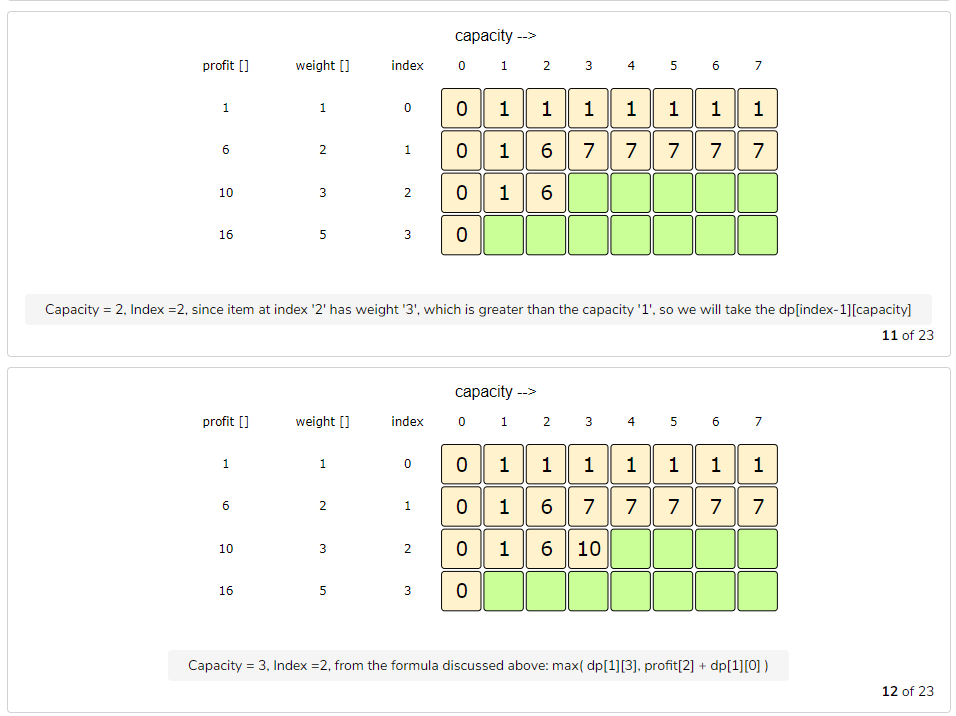 capacity -->
profit [] weight [] index 0 1 2 3 4 5 6 7
1 1 0 0 1 1 1 1 1 1 1
6 2 1 0 1 6 7 7 7 7 7
10 3 2 0 1 6
16 5 3 0
Capacity = 2, Index =2, since item at index '2' has weight '3', which is greater than the capacity '1', so we will take the dp[index-1][capacity]
11 of 23
capacity -->
profit [] weight [] index 0 1 2 3 4 5 6 7
1 1 0 0 1 1 1 1 1 1 1
6 2 1 0 1 6 7 7 7 7 7
10 3 2 0 1 6 10
16 5 3 0
Capacity = 3, Index =2, from the formula discussed above: max( dp[1][3], profit[2] + dp[1][0] )
12 of 23